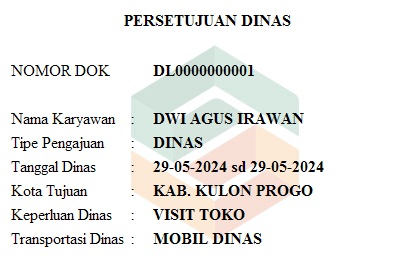 PERSETUJUAN DINAS
NOMOR DOK DL0000000001
Nama Karyawan : DWI AGUS IRAWAN
Tipe Pengajuan : DINAS
Tanggal Dinas : 29-05-2024 sd 29-05-2024
Kota Tujuan : KAB. KULON PROGO
Keperluan Dinas : VISIT TOKO
Transportasi Dinas : MOBIL DINAS